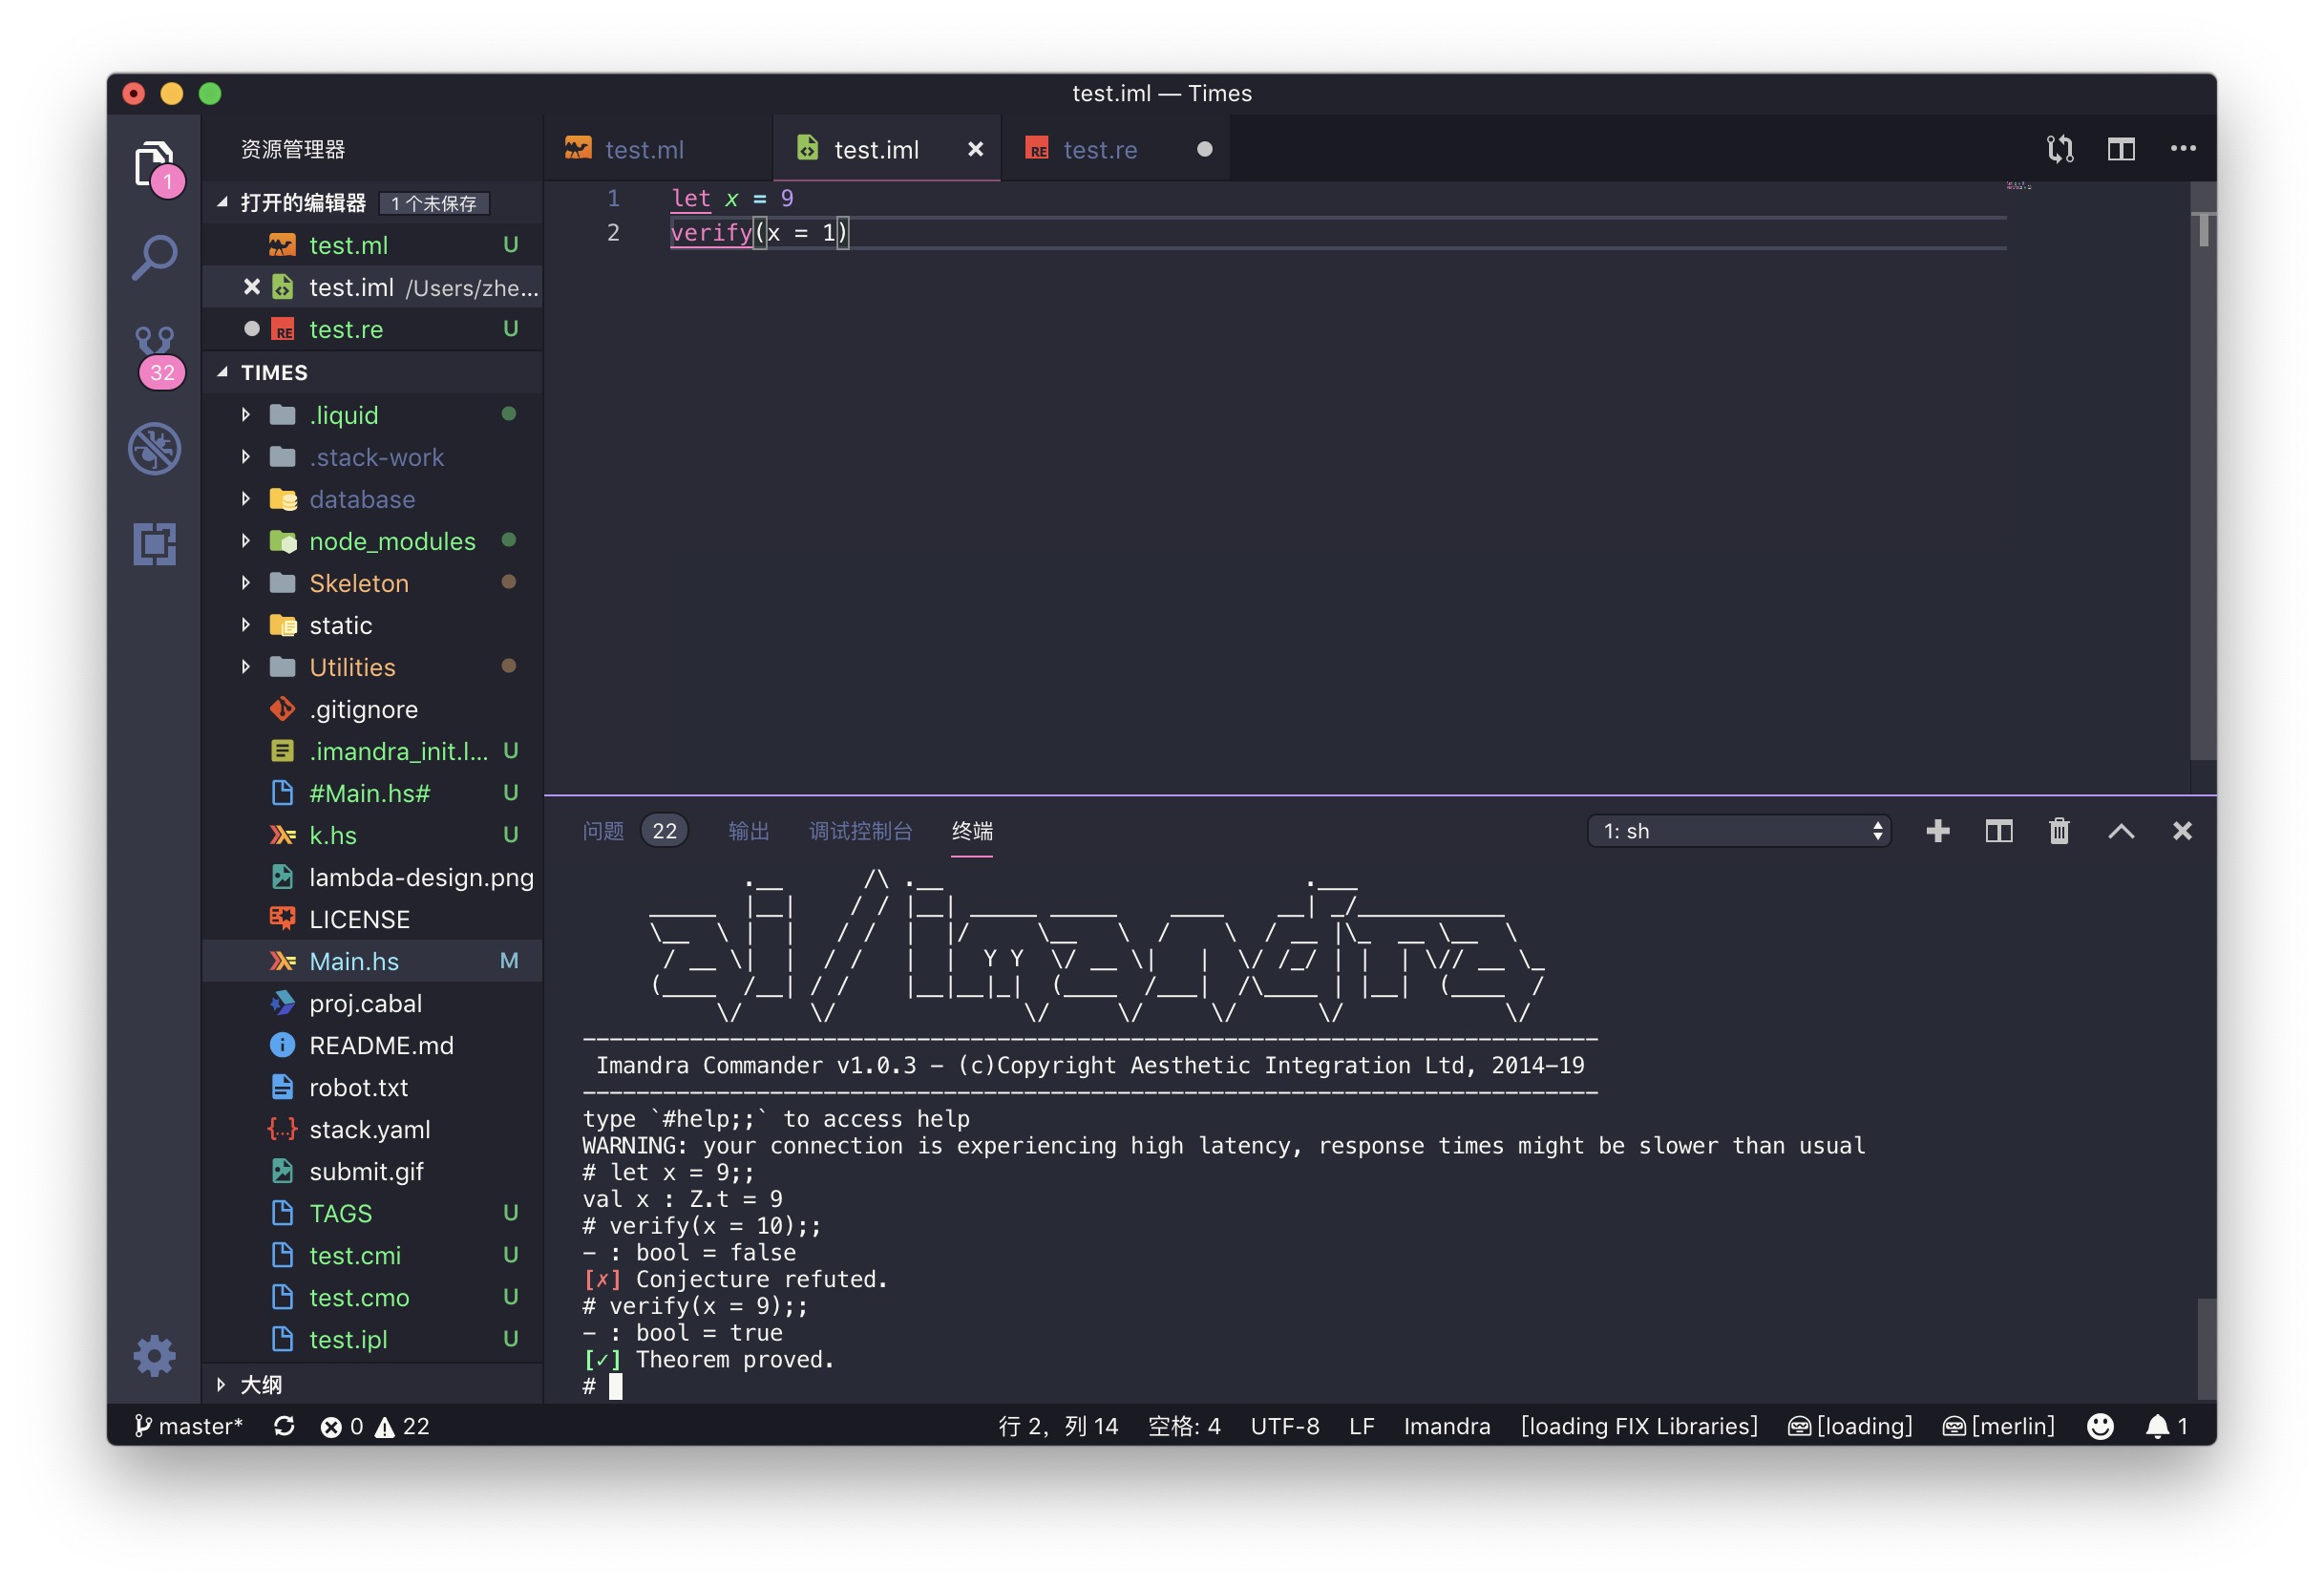 test.iml — Times
资源管理器
打开的编辑器 1 个未保存
test.ml U
test.iml /Users/zhe...
RE test.re U
TIMES
.liquid
.stack-work
database
node_modules
Skeleton
static
Utilities
.gitignore
.imandra_init.l... U
#Main.hs# U
k.hs U
lambda-design.png
LICENSE
Main.hs M
proj.cabal
README.md
robot.txt
stack.yaml
submit.gif
TAGS U
test.cmi U
test.cmo U
test.ipl U
大纲
1
32
test.ml
test.iml
RE test.re
1 let x = 9
2 verify(x = 1)
问题 22 输出 调试控制台 终端
1: sh
ai/imandra
Imandra Commander v1.0.3 - (c)Copyright Aesthetic Integration Ltd, 2014-19
type `#help;;` to access help
WARNING: your connection is experiencing high latency, response times might be slower than usual
# let x = 9;;
val x : Z.t = 9
# verify(x = 10);;
- : bool = false
[✗] Conjecture refuted.
# verify(x = 9);;
- : bool = true
[✓] Theorem proved.
#
master* 0 22 行 2，列 14 空格: 4 UTF-8 LF Imandra [loading FIX Libraries] [loading] [merlin] 1